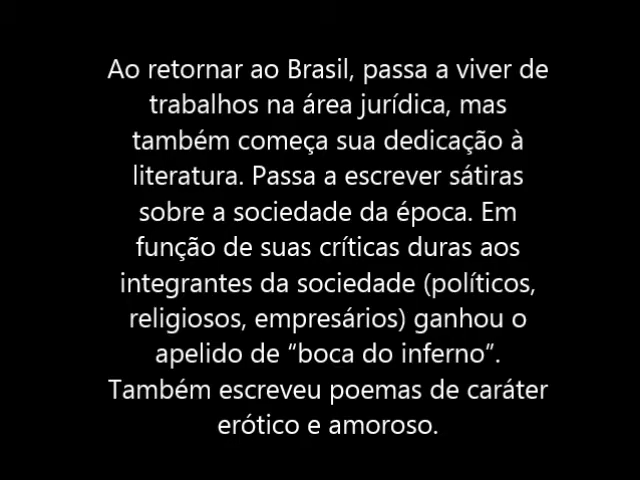 Ao retornar ao Brasil, passa a viver de
trabalhos na área jurídica, mas
também começa sua dedicação à
literatura. Passa a escrever sátiras
sobre a sociedade da época. Em
função de suas críticas duras aos
integrantes da sociedade (políticos,
religiosos, empresários) ganhou o
apelido de “boca do inferno”.
Também escreveu poemas de caráter
erótico e amoroso.